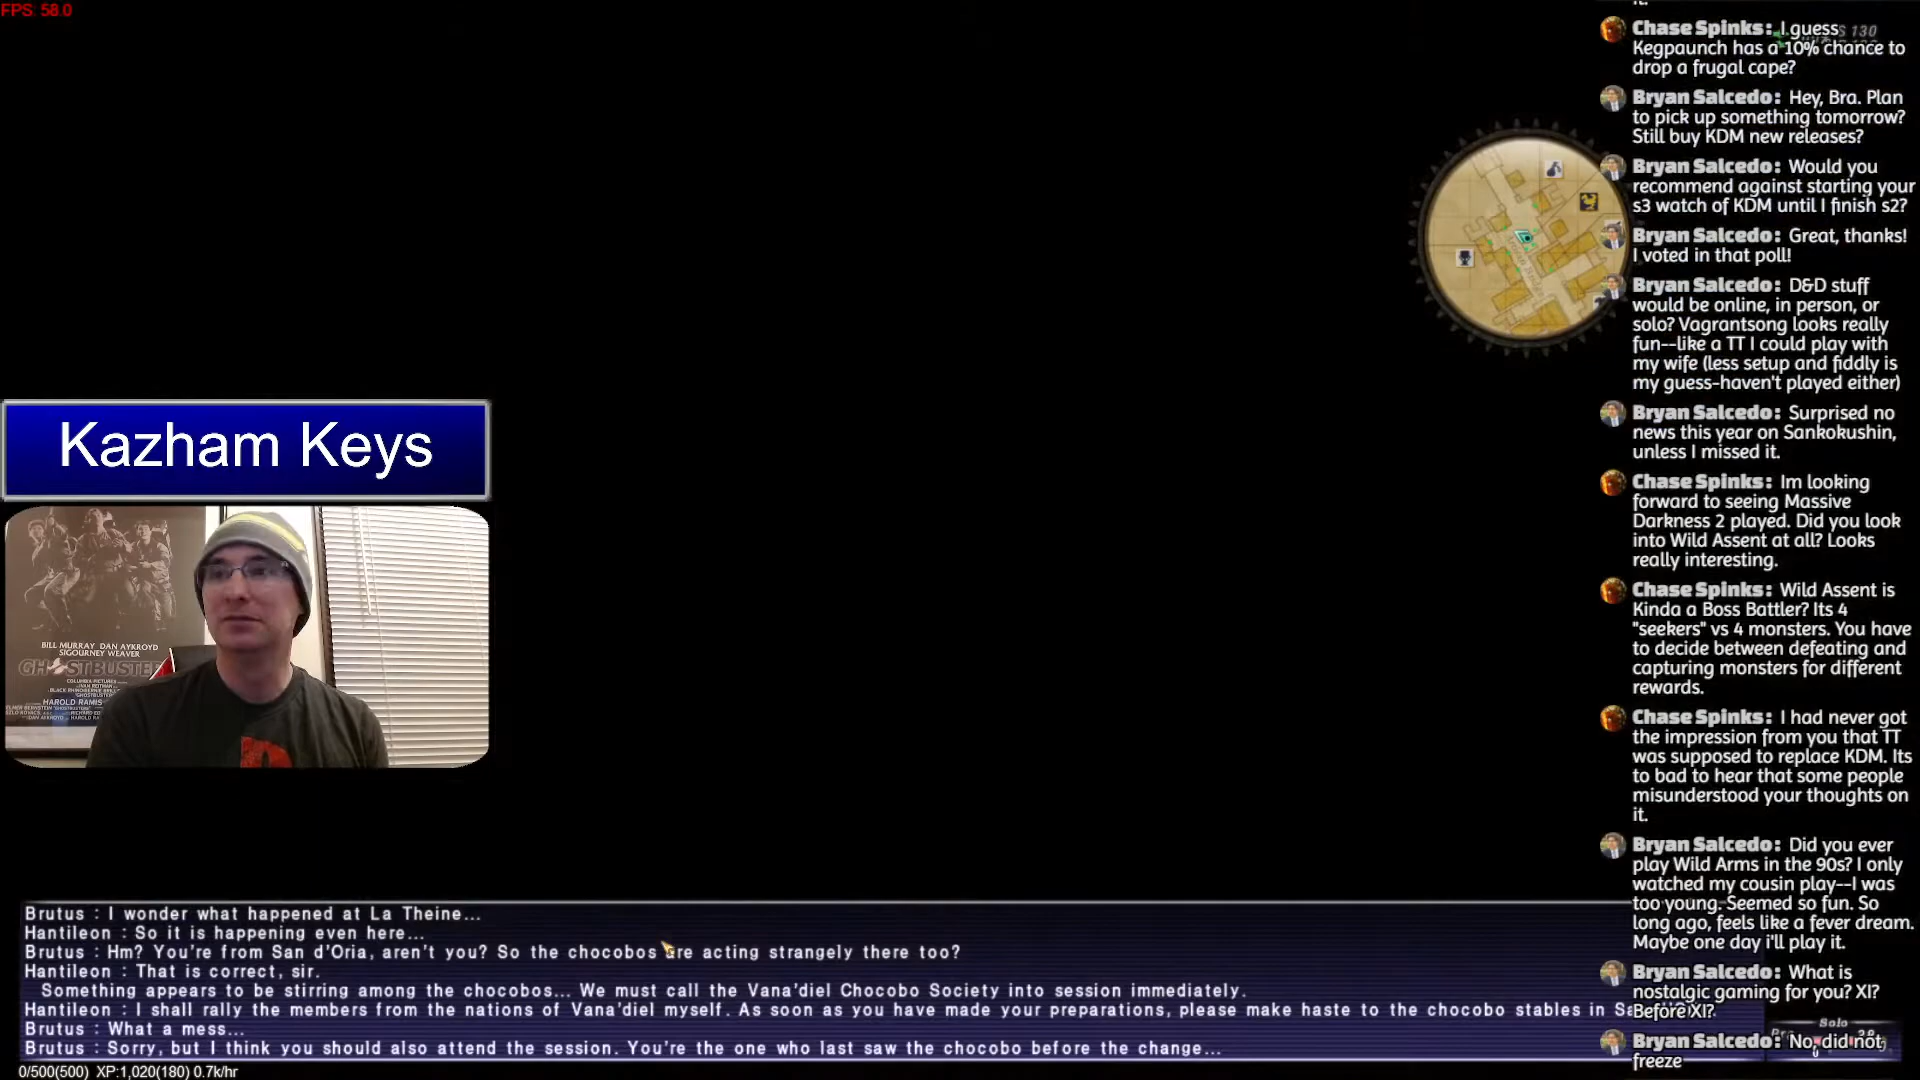 FPS: 58.0
Chase Spinks: I guess
Kegpaunch has a 10% chance to
drop a frugal cape?
Bryan Salcedo: Hey, Bra. Plan
to pick up something tomorrow?
Still buy KDM new releases?
Bryan Salcedo: Would you
recommend against starting your
s3 watch of KDM until I finish s2?
Bryan Salcedo: Great, thanks!
I voted in that poll!
Bryan Salcedo: D&D stuff
would be online, in person, or
solo? Vagrantsong looks really
fun--like a TT I could play with
my wife (less setup and fiddly is
my guess-haven't played either)
Bryan Salcedo: Surprised no
news this year on Sankokushin,
unless I missed it.
Chase Spinks: Im looking
forward to seeing Massive
Darkness 2 played. Did you look
into Wild Assent at all? Looks
really interesting.
Chase Spinks: Wild Assent is
Kinda a Boss Battler? Its 4
"seekers" vs 4 monsters. You have
to decide between defeating and
capturing monsters for different
rewards.
Chase Spinks: I had never got
the impression from you that TT
was supposed to replace KDM. Its
to bad to hear that some people
misunderstood your thoughts on
it.
Bryan Salcedo: Did you ever
play Wild Arms in the 90s? I only
watched my cousin play--I was
too young. Seemed so fun. So
long ago, feels like a fever dream.
Maybe one day i'll play it.
Bryan Salcedo: What is
nostalgic gaming for you? XI?
Before XI?
Bryan Salcedo: No, did not
freeze
130
Kazham Keys
BILL MURRAY DAN AYKROYD
SIGOURNEY WEAVER
GHOSTBUSTER
HAROLD RAMIS
Brutus : I wonder what happened at La Theine...
Hantileon : So it is happening even here...
Brutus : Hm? You're from San d'Oria, aren't you? So the chocobos are acting strangely there too?
Hantileon : That is correct, sir.
Something appears to be stirring among the chocobos... We must call the Vana'diel Chocobo Society into session immediately.
Hantileon : I shall rally the members from the nations of Vana'diel myself. As soon as you have made your preparations, please make haste to the chocobo stables in
Brutus : What a mess...
Brutus : Sorry, but I think you should also attend the session. You're the one who last saw the chocobo before the change...
Solo
0/500(500) XP:1,020(180) 0.7k/hr